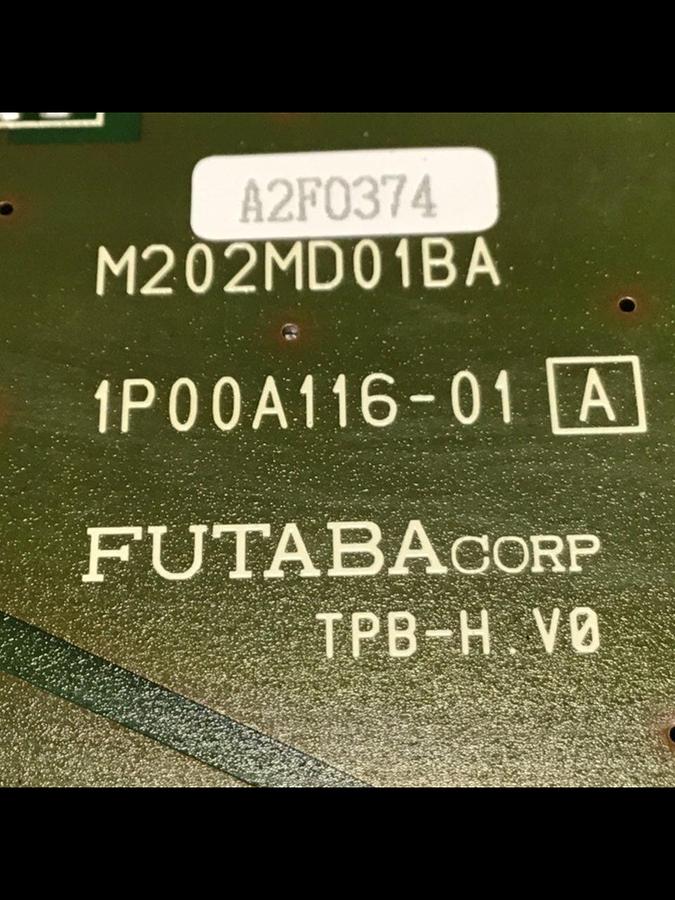 A2F0374
M202MD01BA
1P00A116-01 A
FUTABA CORP
TPB-H.V0